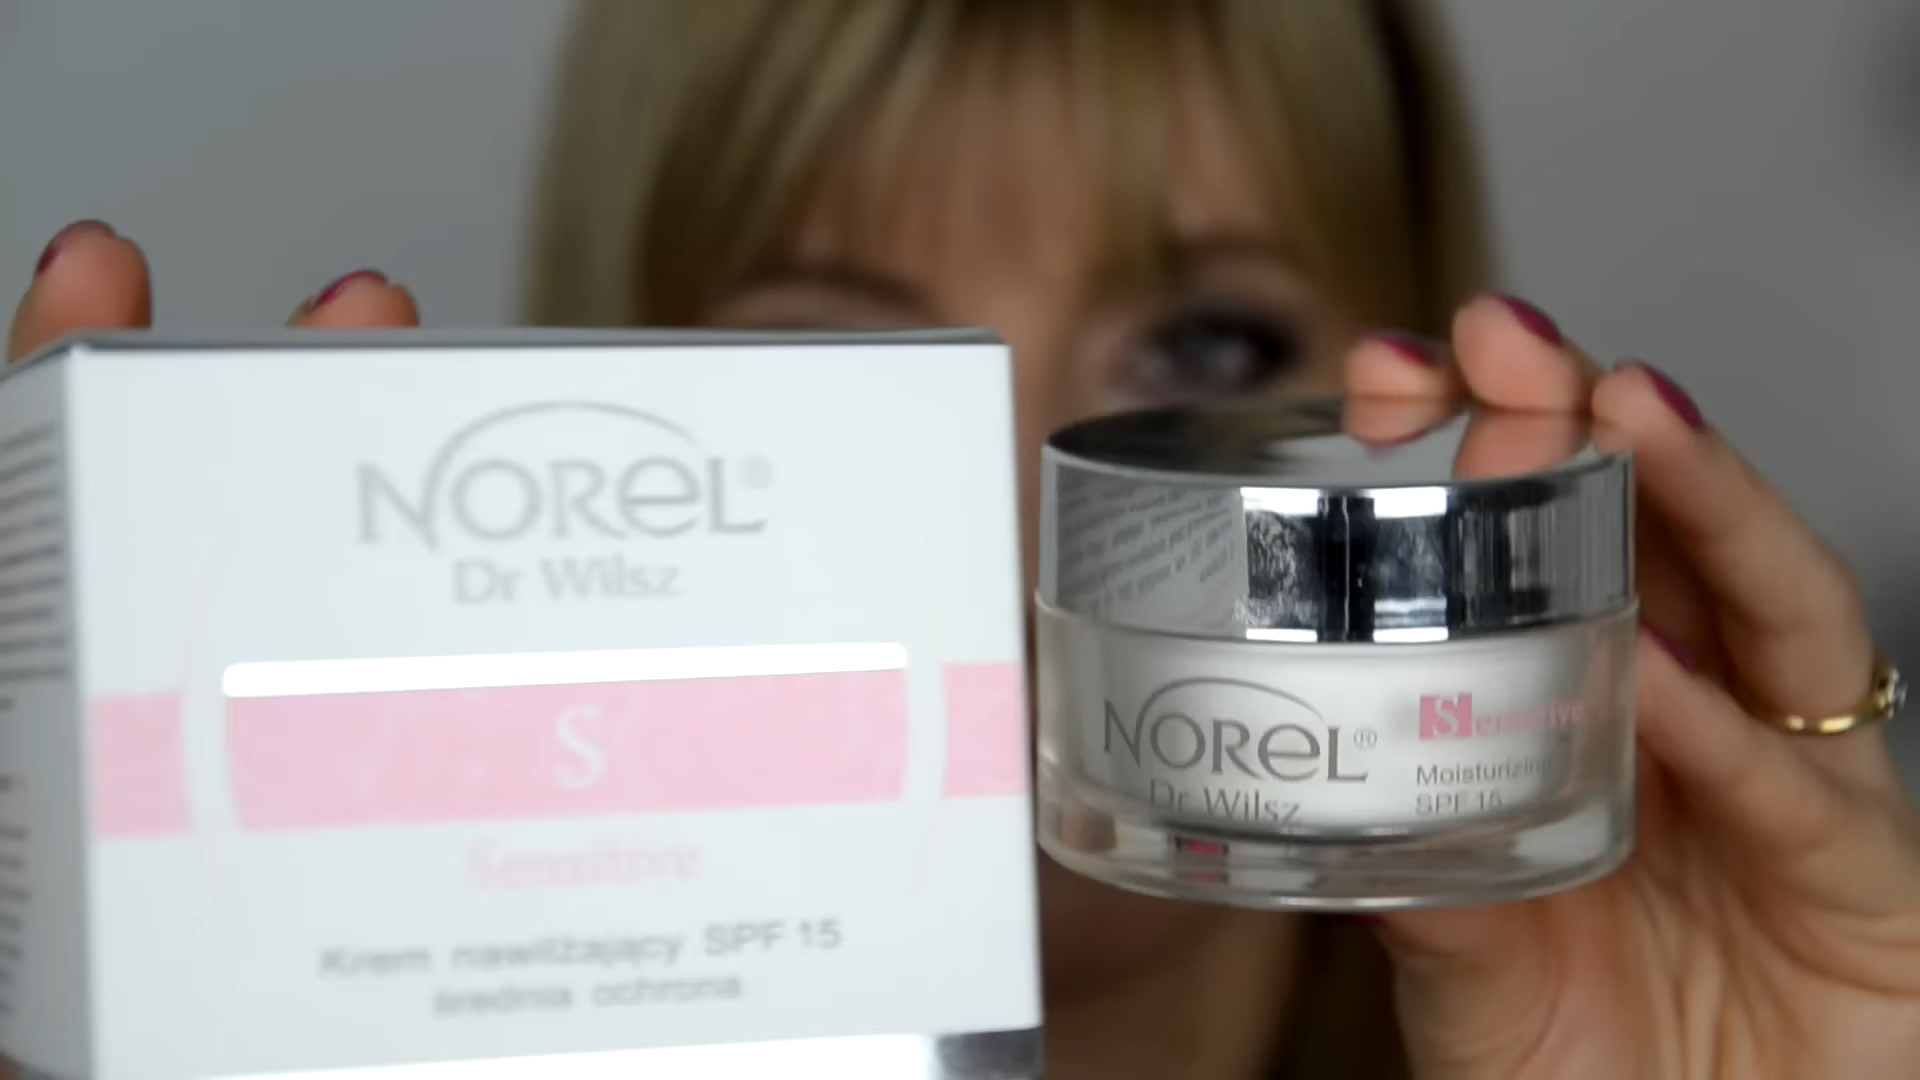 NOREL®
Dr Wilsz
S
Sensitive
Krem nawilżający SPF 15
średnia ochrona
NOREL®
Dr Wilsz
Sensitive
Moisturizing
SPF 15